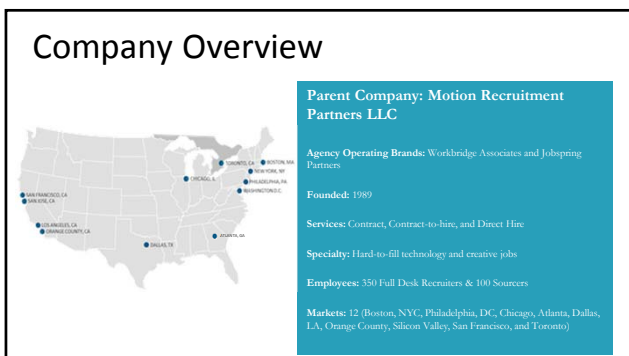 Company Overview
TORONTO, CA
BOSTON, MA
NEW YORK, NY
CHICAGO, IL
PHILADELPHIA, PA
WASHINGTON D.C.
SAN FRANCISCO, CA
SAN JOSE, CA
LOS ANGELES, CA
ORANGE COUNTY, CA
DALLAS, TX
ATLANTA, GA
Parent Company: Motion Recruitment
Partners LLC
Agency Operating Brands: Workbridge Associates and Jobspring
Partners
Founded: 1989
Services: Contract, Contract-to-hire, and Direct Hire
Specialty: Hard-to-fill technology and creative jobs
Employees: 350 Full Desk Recruiters & 100 Sourcers
Markets: 12 (Boston, NYC, Philadelphia, DC, Chicago, Atlanta, Dallas,
LA, Orange County, Silicon Valley, San Francisco, and Toronto)